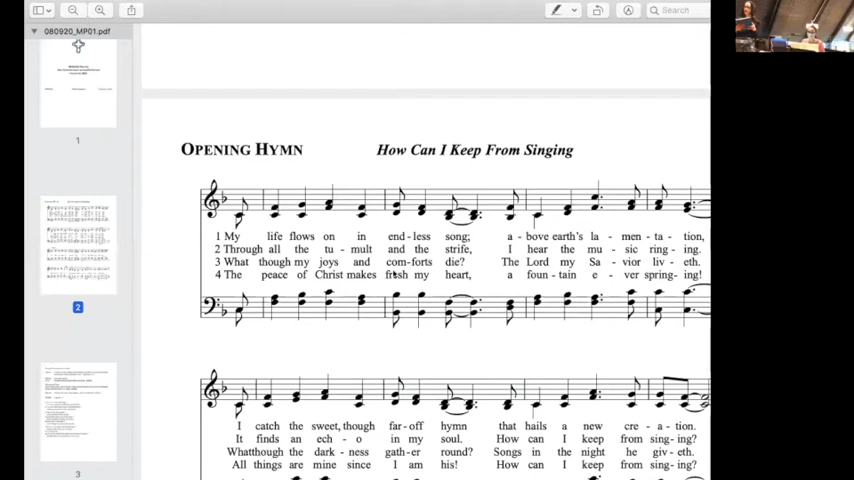 Search
080920_MP01.pdf
1
2
3
OPENING HYMN How Can I Keep From Singing
1 My life flows on in end-less song; a-bove earth's la-men-ta-tion,
2 Through all the tu-mult and the strife, I hear the mu-sic ring-ing.
3 What though my joys and com-forts die? The Lord my Sa-vior liv-eth.
4 The peace of Christ makes fresh my heart, a foun-tain e-ver spring-ing!
I catch the sweet, though far-off hymn that hails a new cre-a-tion.
It finds an ech-o in my soul. How can I keep from sing-ing?
Whatthough the dark-ness gath-er round? Songs in the night he giv-eth.
All things are mine since I am his! How can I keep from sing-ing?